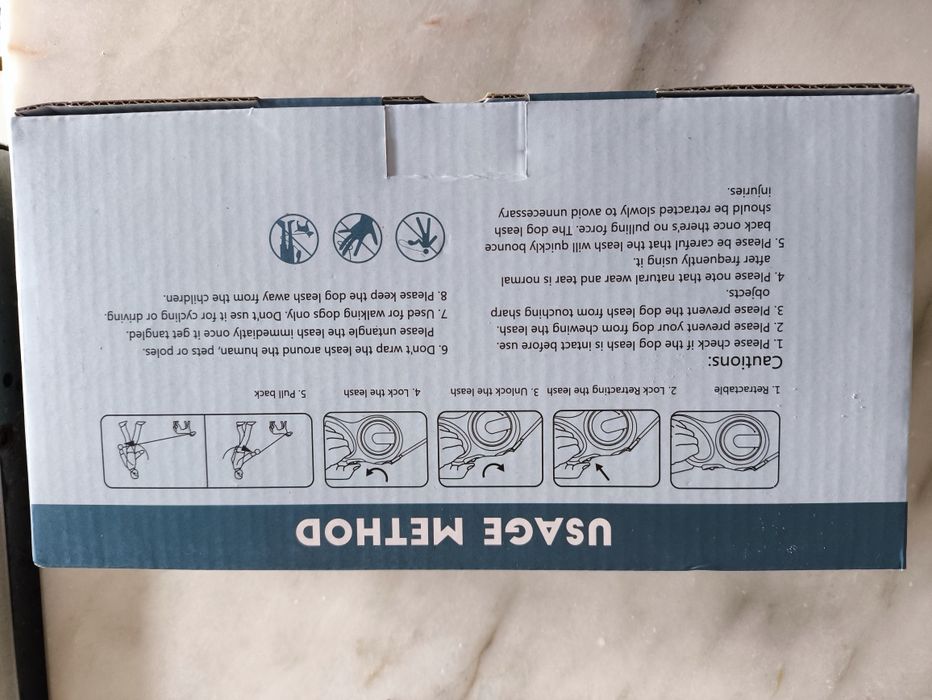 USAGE METHOD
1. Retractable
2. Lock Retracting the leash
3. Unlock the leash
4. Lock the leash
5. Pull back
Cautions:
1. Please check if the dog leash is intact before use.
2. Please prevent your dog from chewing the leash.
3. Please prevent the dog leash from touching sharp
objects.
4. Please note that natural wear and tear is normal
after frequently using it.
5. Please be careful that the leash will quickly bounce
back once there's no pulling force. The dog leash
should be retracted slowly to avoid unnecessary
injuries.
6. Don't wrap the leash around the human, pets or poles.
Please untangle the leash imediately once it get tangled.
7. Used for walking dogs only. Don't use it for cycling or driving.
8. Please keep the dog leash away from the children.